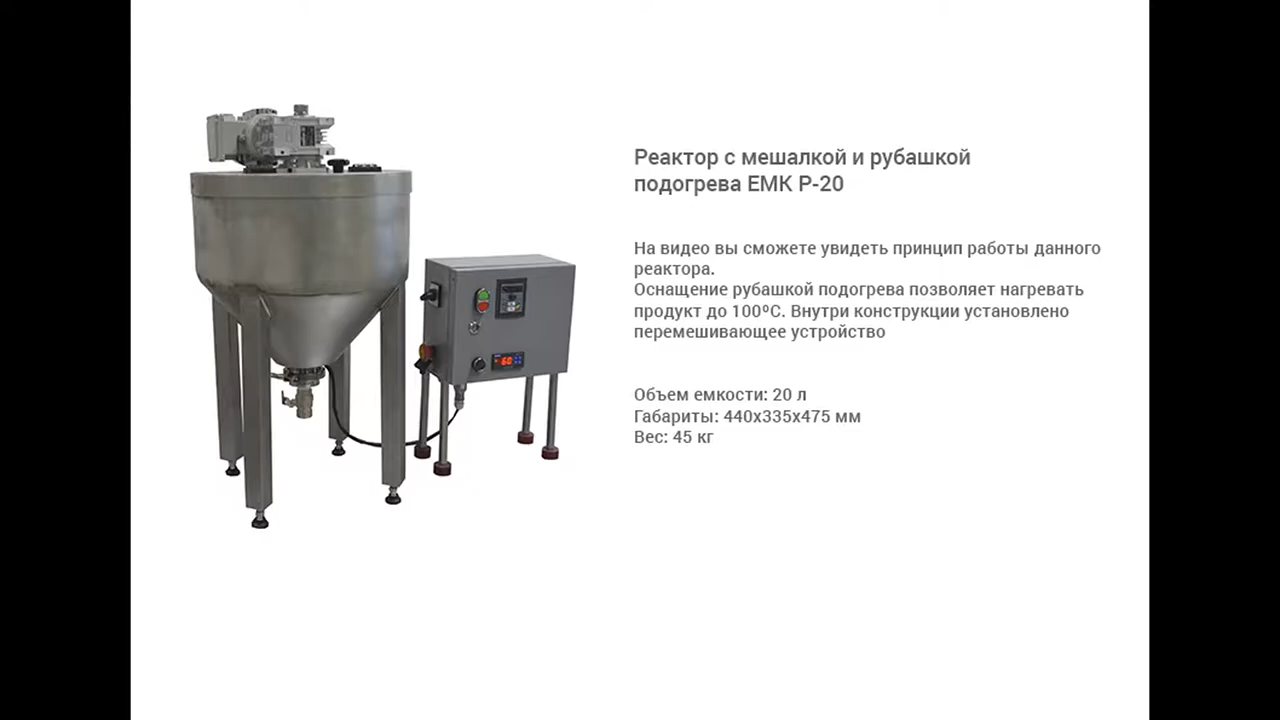 Реактор с мешалкой и рубашкой
подогрева ЕМК Р-20
На видео вы сможете увидеть принцип работы данного
реактора.
Оснащение рубашкой подогрева позволяет нагревать
продукт до 100ºС. Внутри конструкции установлено
перемешивающее устройство
Объем емкости: 20 л
Габариты: 440х335х475 мм
Вес: 45 кг
60